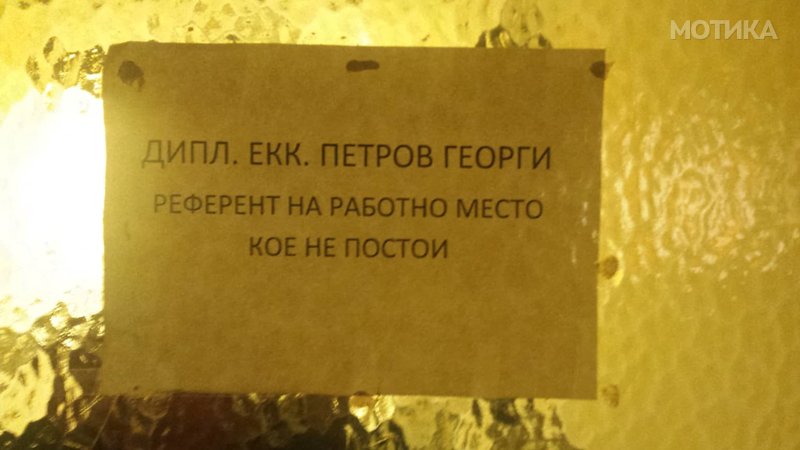 МОТИКА
ДИПЛ. ЕКК. ПЕТРОВ ГЕОРГИ
РЕФЕРЕНТ НА РАБОТНО МЕСТО
КОЕ НЕ ПОСТОИ